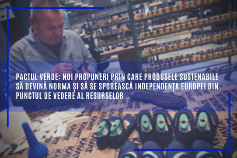 PACTUL VERDE: NOI PROPUNERI PRIN CARE PRODUSELE SUSTENABILE
SĂ DEVINĂ NORMA ȘI SĂ SE SPOREASCĂ INDEPENDENȚA EUROPEI DIN
PUNCTUL DE VEDERE AL RESURSELOR